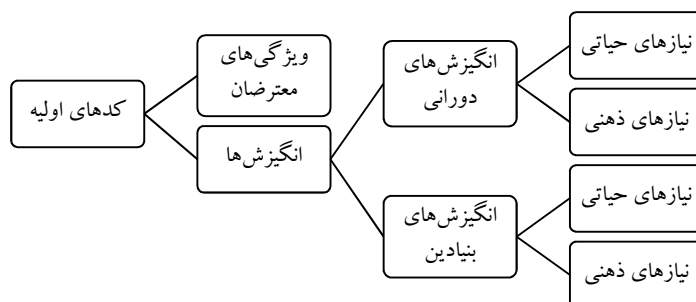 کدهای اولیه
ویژگی‌های
معترضان
انگیزش‌ها
انگیزش‌های
دورانی
نیازهای حیاتی
نیازهای ذهنی
انگیزش‌های
بنیادین
نیازهای حیاتی
نیازهای ذهنی